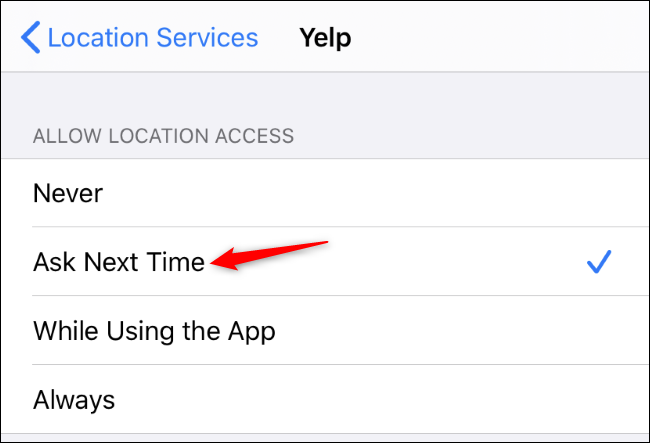 Location Services Yelp
ALLOW LOCATION ACCESS
Never
Ask Next Time
While Using the App
Always